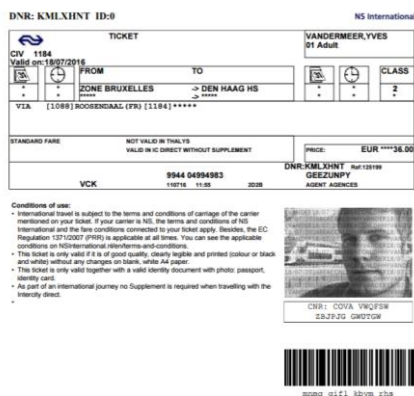 DNR: KMLXHNT ID:0
NS Internationa
TICKET
VANDERMEER,YVES
01 Adult
CIV 1184
Valid on:18/07/2016
FROM TO CLASS
* * ZONE BRUXELLES -> DEN HAAG HS * * 2
* * ***** -> ***** * * *
VIA [1088] ROOSENDAAL (FR) [1184] *****
STANDARD FARE
NOT VALID IN THALYS
VALID IN IC DIRECT WITHOUT SUPPLEMENT
PRICE: EUR ****36.00
DNR:KMLXHNT
9944 04994983
GEEZUNPY
VCK
110716 11:55
AGENT AGENCES
Conditions of use:
• International travel is subject to the terms and conditions of carriage of the carrier
mentioned on your ticket. If your carrier is NS, the terms and conditions of NS
International and the fare conditions connected to your ticket apply. Besides, the EC
Regulation 1371/2007 (PRR) is applicable at all times. You can see the applicable
conditions on NSInternational.nl/en/terms-and-conditions.
• This ticket is only valid if it is of good quality, clearly legible and printed (colour or black
and white) without any changes on blank, white A4 paper.
• This ticket is only valid together with a valid identity document with photo: passport,
identity card.
• As part of an international journey no Supplement is required when travelling with the
Intercity direct.
•
CNR: COVA VWQFSW
ZBJPJG GWUTGW
mnmg gifl kbvm rhm